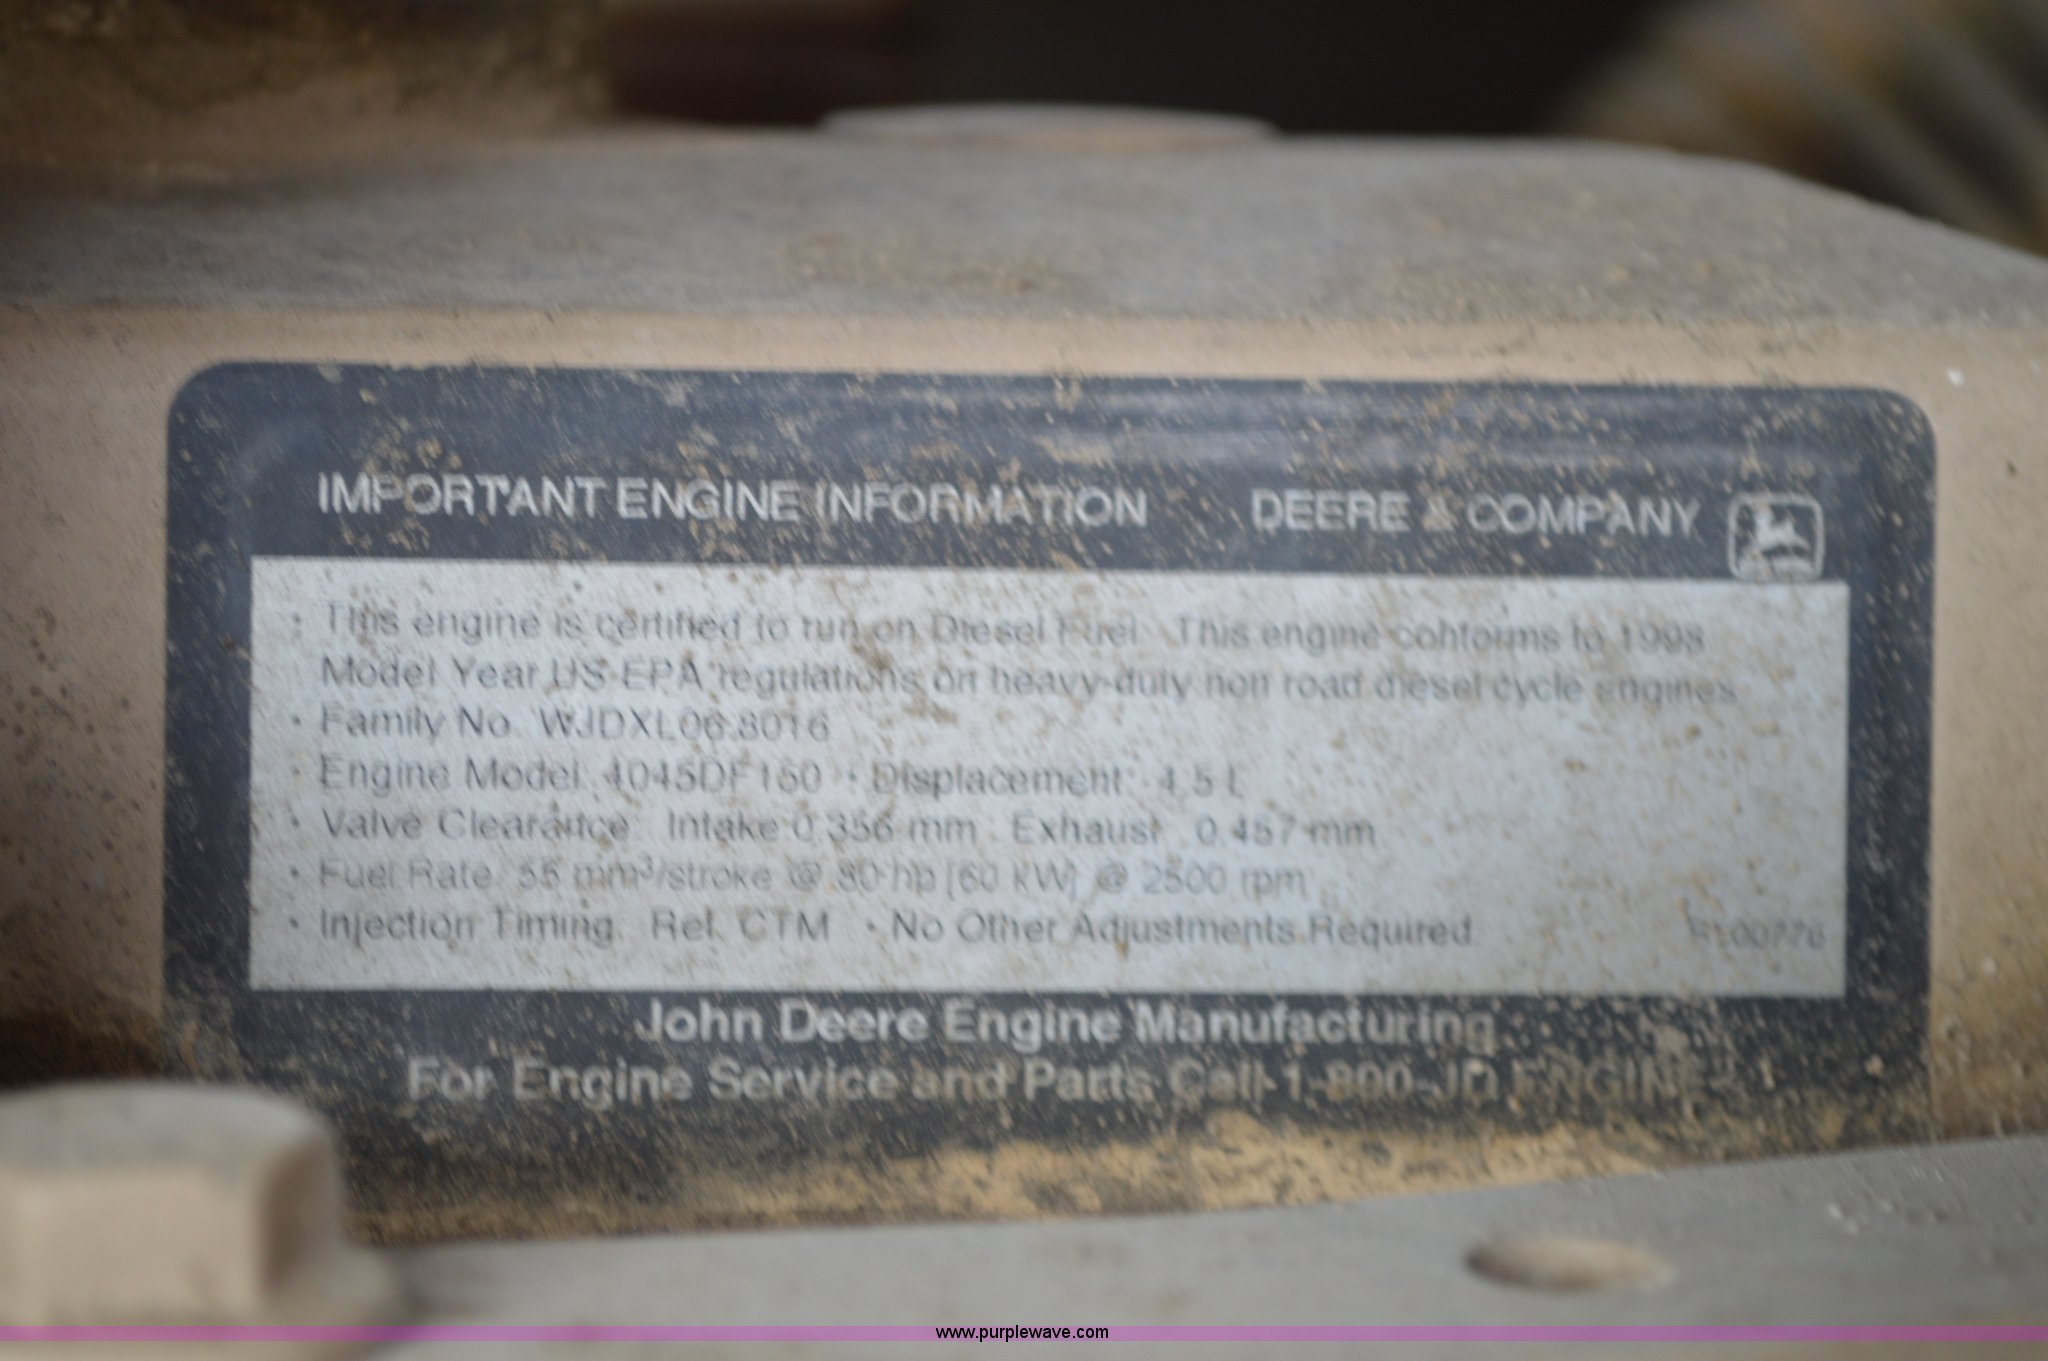 IMPORTANT ENGINE INFORMATION DEERE & COMPANY
• This engine is certified to run on Diesel Fuel. This engine conforms to 1998
Model Year US EPA regulations on heavy-duty non road diesel cycle engines
• Family No. WJDXL06.8016
• Engine Model 4045DF150 • Displacement 4.5 L
• Valve Clearance Intake 0.356 mm Exhaust 0.457 mm
• Fuel Rate 55 mm³/stroke @ 80 hp [60 kW] @ 2500 rpm
• Injection Timing Ref. CTM • No Other Adjustments Required
John Deere Engine Manufacturing
For Engine Service and Parts Call 1-800-JD ENGINE
www.purplewave.com